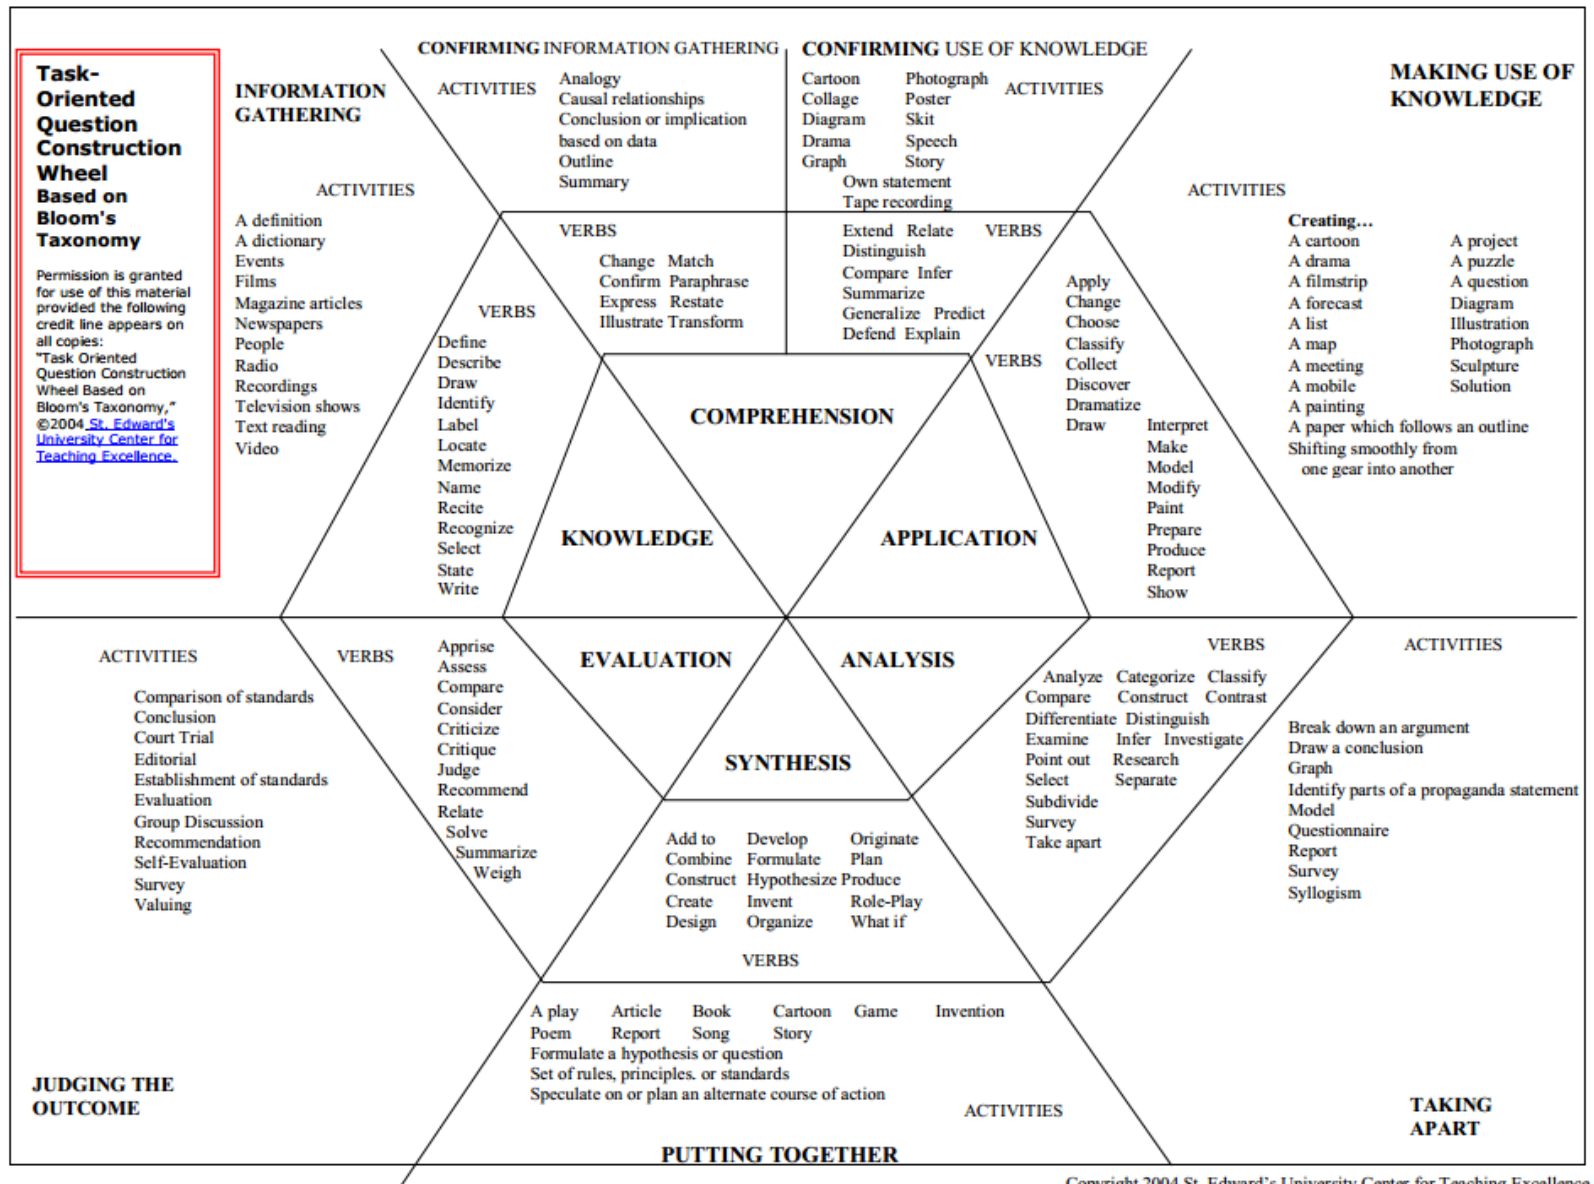 Task-
Oriented
Question
Construction
Wheel
Based on
Bloom's
Taxonomy
Permission is granted
for use of this material
provided the following
credit line appears on
all copies:
"Task Oriented
Question Construction
Wheel Based on
Bloom's Taxonomy,"
©2004 St. Edward's
University Center for
Teaching Excellence.
INFORMATION
GATHERING
ACTIVITIES
A definition
A dictionary
Events
Films
Magazine articles
Newspapers
People
Radio
Recordings
Television shows
Text reading
Video
VERBS
Define
Describe
Draw
Identify
Label
Locate
Memorize
Name
Recite
Recognize
Select
State
Write
KNOWLEDGE
CONFIRMING INFORMATION GATHERING
ACTIVITIES
Analogy
Causal relationships
Conclusion or implication
based on data
Outline
Summary
VERBS
Change Match
Confirm Paraphrase
Express Restate
Illustrate Transform
CONFIRMING USE OF KNOWLEDGE
ACTIVITIES
Cartoon Photograph
Collage Poster
Diagram Skit
Drama Speech
Graph Story
Own statement
Tape recording
VERBS
Extend Relate
Distinguish
Compare Infer
Summarize
Generalize Predict
Defend Explain
COMPREHENSION
MAKING USE OF
KNOWLEDGE
ACTIVITIES
Creating...
A cartoon A project
A drama A puzzle
A filmstrip A question
A forecast Diagram
A list Illustration
A map Photograph
A meeting Sculpture
A mobile Solution
A painting
A paper which follows an outline
Shifting smoothly from
one gear into another
VERBS
Apply
Change
Choose
Classify
Collect
Discover
Dramatize
Draw Interpret
Make
Model
Modify
Paint
Prepare
Produce
Report
Show
APPLICATION
ACTIVITIES
Comparison of standards
Conclusion
Court Trial
Editorial
Establishment of standards
Evaluation
Group Discussion
Recommendation
Self-Evaluation
Survey
Valuing
VERBS
Apprise
Assess
Compare
Consider
Criticize
Critique
Judge
Recommend
Relate
Solve
Summarize
Weigh
EVALUATION
JUDGING THE
OUTCOME
SYNTHESIS
Add to Develop Originate
Combine Formulate Plan
Construct Hypothesize Produce
Create Invent Role-Play
Design Organize What if
VERBS
A play Article Book Cartoon Game Invention
Poem Report Song Story
Formulate a hypothesis or question
Set of rules, principles. or standards
Speculate on or plan an alternate course of action
ACTIVITIES
PUTTING TOGETHER
ANALYSIS
VERBS
Analyze Categorize Classify
Compare Construct Contrast
Differentiate Distinguish
Examine Infer Investigate
Point out Research
Select Separate
Subdivide
Survey
Take apart
ACTIVITIES
Break down an argument
Draw a conclusion
Graph
Identify parts of a propaganda statement
Model
Questionnaire
Report
Survey
Syllogism
TAKING
APART
Copyright 2004 St. Edward's University Center for Teaching Excellence